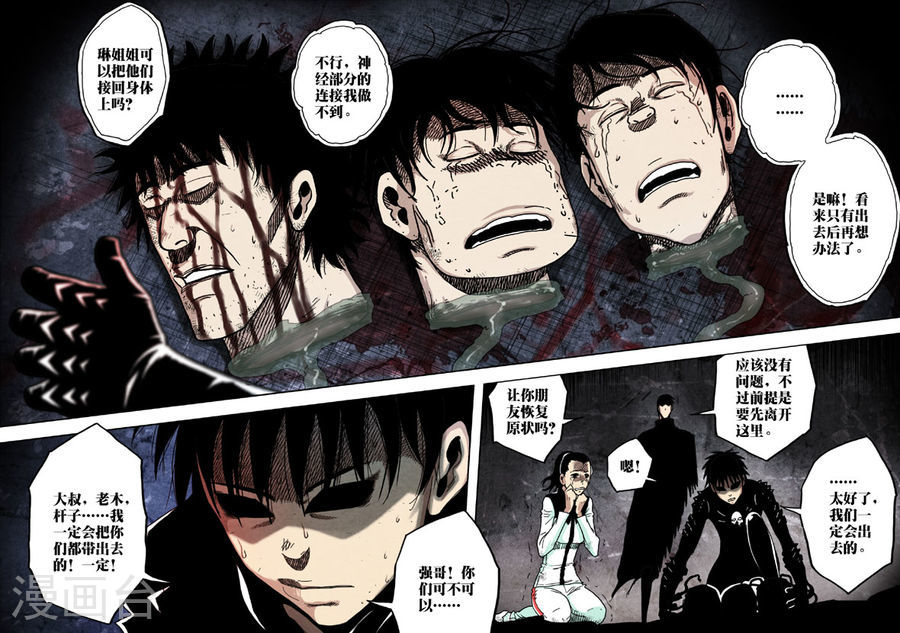 琳姐姐可
以把他们
接回身体
上吗？
不行，神
经部分的
连接我做
不到。
……
……
是嘛！看
来只有出
去后再想
办法了。
大叔，老木，
杆子……我
一定会把你
们都带出去
的！一定！
强哥！你
们可不可
以……
让你朋
友恢复
原状吗？
嗯！
应该没有
问题，不
过前提是
要先离开
这里。
……
太好了，
我们一
定会出
去的。
漫画台